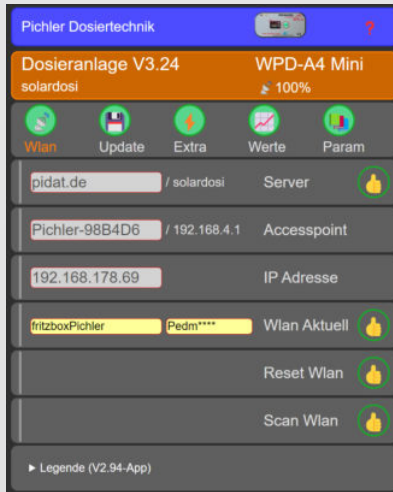 Pichler Dosiertechnik ?
Dosieranlage V3.24 WPD-A4 Mini
solardosi 100%
Wlan Update Extra Werte Param
pidat.de / solardosi Server
Pichler-98B4D6 / 192.168.4.1 Accesspoint
192.168.178.69 IP Adresse
fritzboxPichler Pedm**** Wlan Aktuell
Reset Wlan
Scan Wlan
► Legende (V2.94-App)